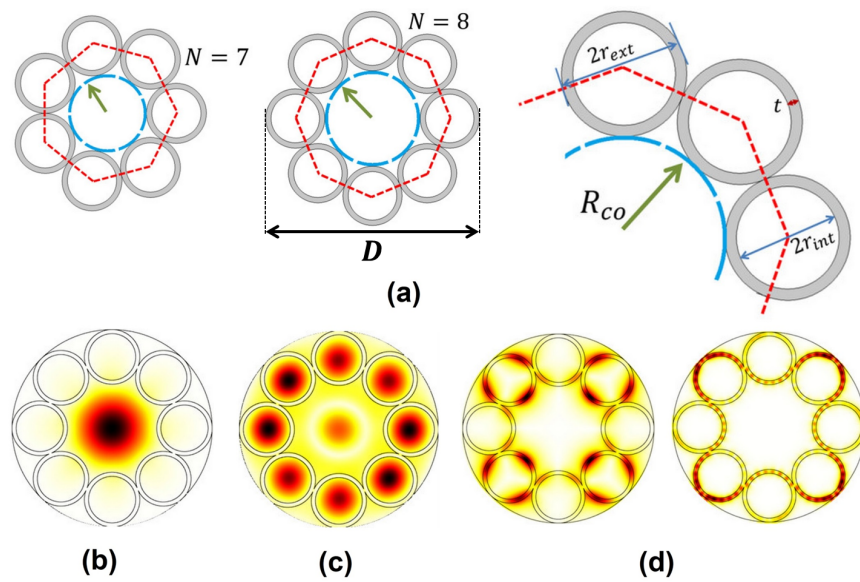 N = 7
N = 8
2r_ext
t
R_co
2r_int
D
(a)
(b)
(c)
(d)